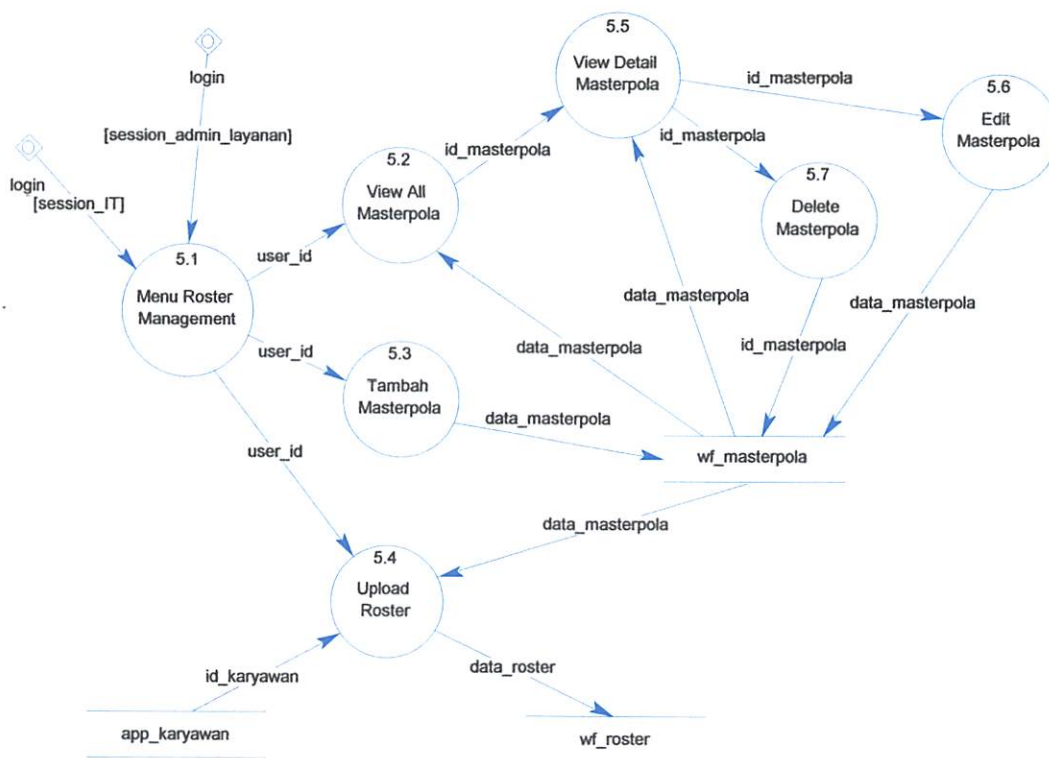 login
[session_admin_layanan]
login
[session_IT]
5.1
Menu Roster
Management
user_id
user_id
user_id
5.2
View All
Masterpola
id_masterpola
5.3
Tambah
Masterpola
data_masterpola
5.5
View Detail
Masterpola
id_masterpola
id_masterpola
5.6
Edit
Masterpola
5.7
Delete
Masterpola
data_masterpola
data_masterpola
data_masterpola
id_masterpola
wf_masterpola
data_masterpola
5.4
Upload
Roster
id_karyawan
data_roster
app_karyawan
wf_roster